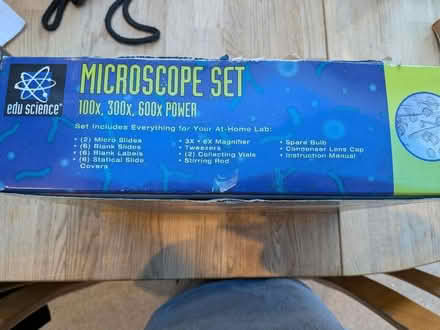 MICROSCOPE SET
100x, 300x, 600x POWER
edu science
Set Includes Everything for Your At-Home Lab:
• (2) Micro Slides
• (6) Blank Slides
• (6) Blank Labels
• (6) Statical Slide
Covers
• 3X - 6X Magnifier
• Tweezers
• (2) Collecting Vials
• Stirring Rod
• Spare Bulb
• Condenser Lens Cap
• Instruction Manual